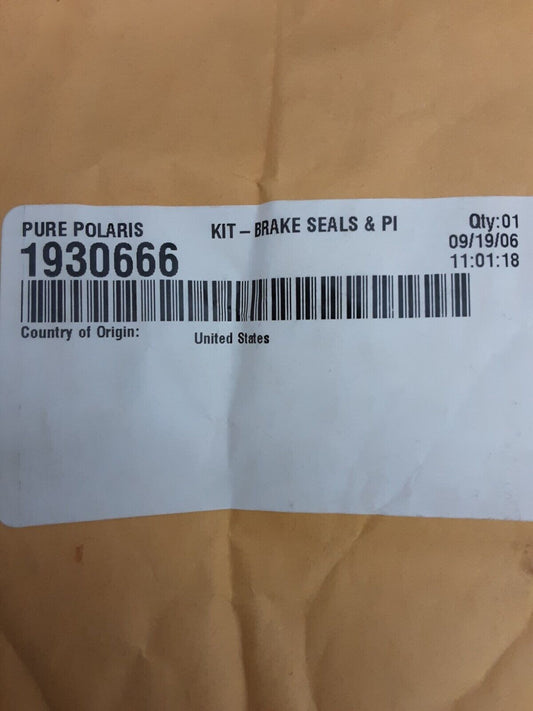 PURE POLARIS KIT – BRAKE SEALS & PI Qty:01
1930666 09/19/06
11:01:18
Country of Origin: United States